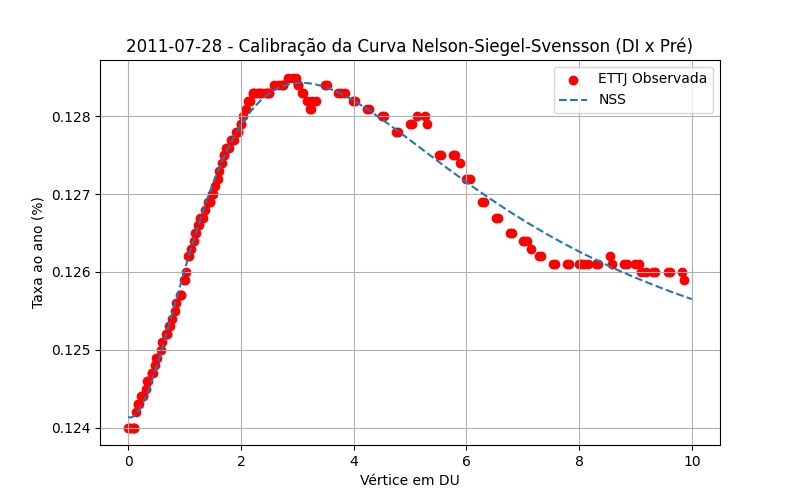 2011-07-28 - Calibração da Curva Nelson-Siegel-Svensson (DI x Pré)
ETTJ Observada
NSS
Taxa ao ano (%)
0.128
0.127
0.126
0.125
0.124
0 2 4 6 8 10
Vértice em DU